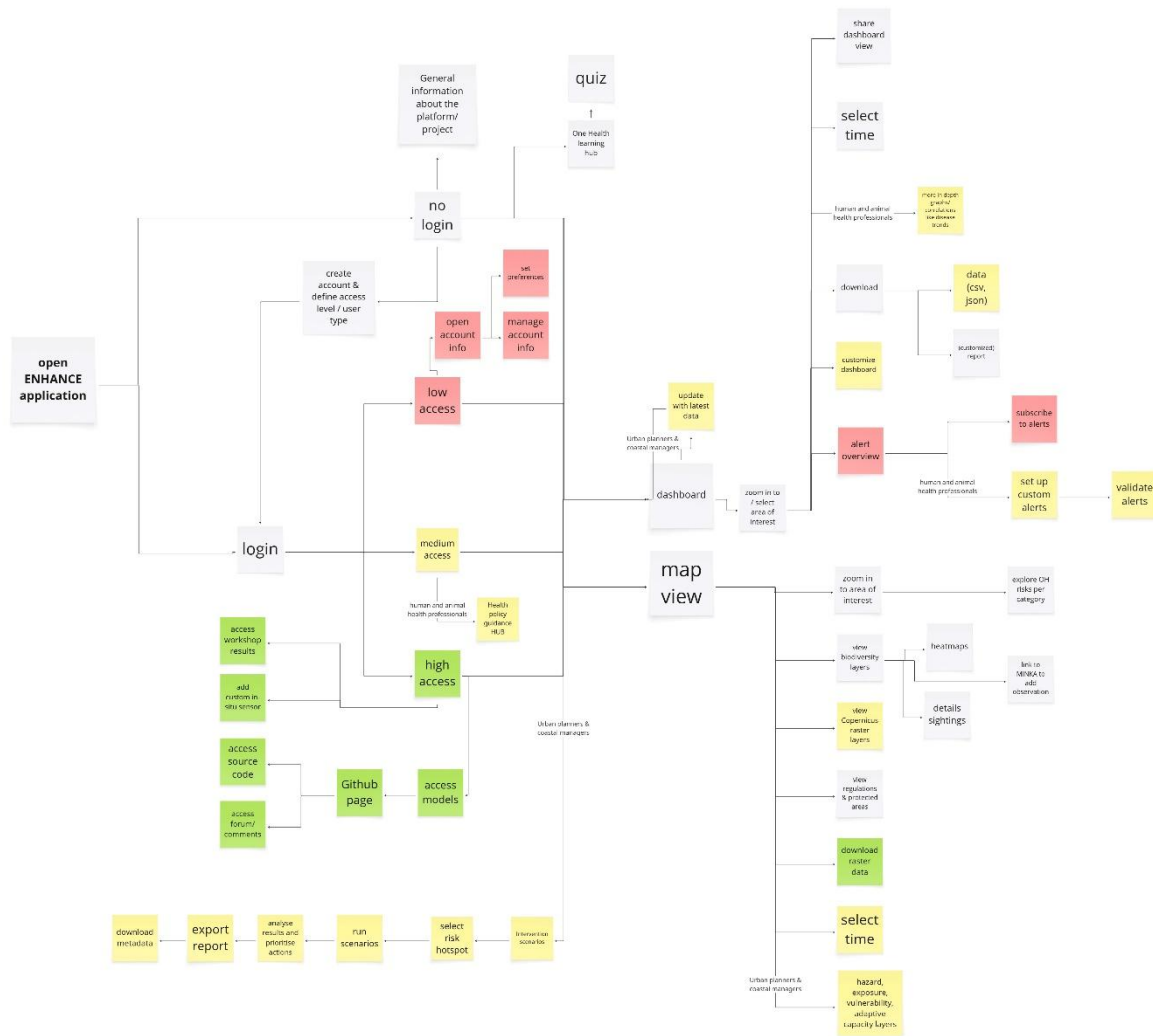 share
dashboard
view
General
information
about the
platform/
project
quiz
One Health
learning
hub
select
time
no
login
human and animal
health professionals
more in depth
graphs/
correlations
like disease
trends
create
account &
define access
level / user
type
set
preferences
open
account
info
manage
account
info
download
data
(csv,
json)
(customized)
report
open
ENHANCE
application
low
access
customize
dashboard
update
with latest
data
Urban planners &
coastal managers
alert
overview
subscribe
to alerts
human and animal
health professionals
set up
custom
alerts
validate
alerts
dashboard
zoom in to
/ select
area of
interest
login
medium
access
human and animal
health professionals
Health
policy
guidance
HUB
map
view
zoom in
to area of
interest
explore OH
risks per
category
access
workshop
results
high
access
view
biodiversity
layers
heatmaps
link to
MINKA to
add
observation
details
sightings
add
custom in-
situ sensor
Urban planners &
coastal managers
view
Copernicus
raster
layers
access
source
code
Github
page
access
models
view
regulations
& protected
areas
access
forum/
comments
download
raster
data
download
metadata
export
report
analyse
results and
prioritise
actions
run
scenarios
select
risk
hotspot
Intervention
scenarios
select
time
Urban planners &
coastal managers
hazard,
exposure,
vulnerability,
adaptive
capacity layers